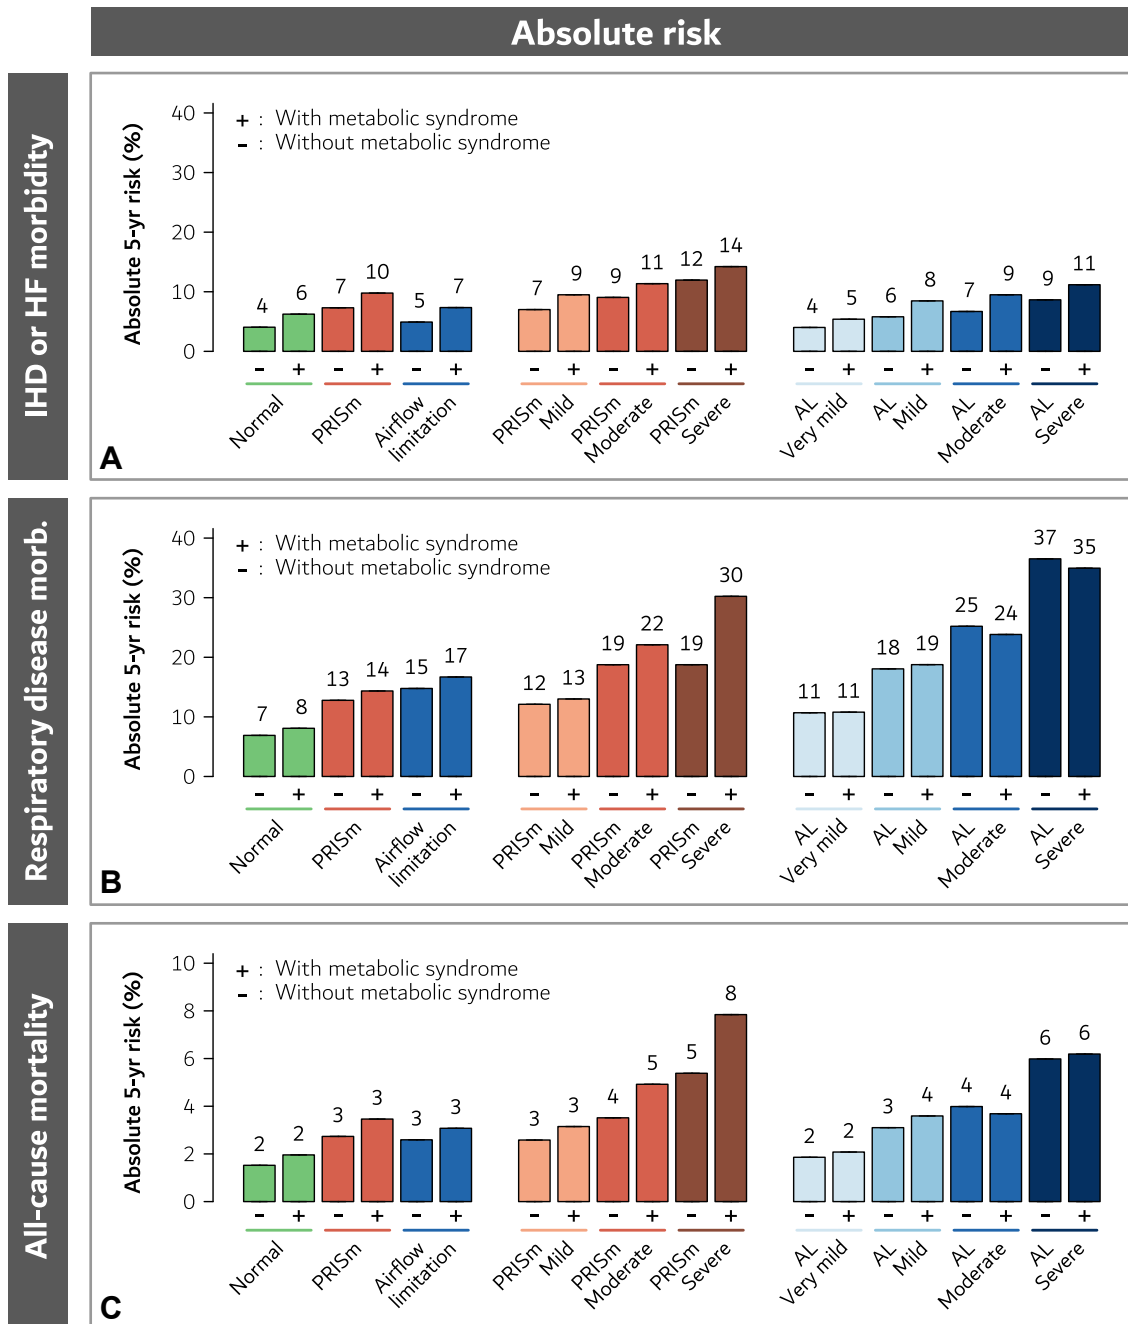 Absolute risk
IHD or HF morbidity
Absolute 5-yr risk (%)
40
30
20
10
0
+ : With metabolic syndrome
– : Without metabolic syndrome
4 6 7 10 5 7 7 9 9 11 12 14 4 5 6 8 7 9 9 11
– + – + – + – + – + – + – + – + – + – +
Normal
PRISm
Airflow
limitation
PRISm
Mild
PRISm
Moderate
PRISm
Severe
AL
Very mild
AL
Mild
AL
Moderate
AL
Severe
A
Respiratory disease morb.
Absolute 5-yr risk (%)
40
30
20
10
0
+ : With metabolic syndrome
– : Without metabolic syndrome
7 8 13 14 15 17 12 13 19 22 19 30 11 11 18 19 25 24 37 35
– + – + – + – + – + – + – + – + – + – +
Normal
PRISm
Airflow
limitation
PRISm
Mild
PRISm
Moderate
PRISm
Severe
AL
Very mild
AL
Mild
AL
Moderate
AL
Severe
B
All-cause mortality
Absolute 5-yr risk (%)
10
8
6
4
2
0
+ : With metabolic syndrome
– : Without metabolic syndrome
2 2 3 3 3 3 3 3 4 5 5 8 2 2 3 4 4 4 6 6
– + – + – + – + – + – + – + – + – + – +
Normal
PRISm
Airflow
limitation
PRISm
Mild
PRISm
Moderate
PRISm
Severe
AL
Very mild
AL
Mild
AL
Moderate
AL
Severe
C